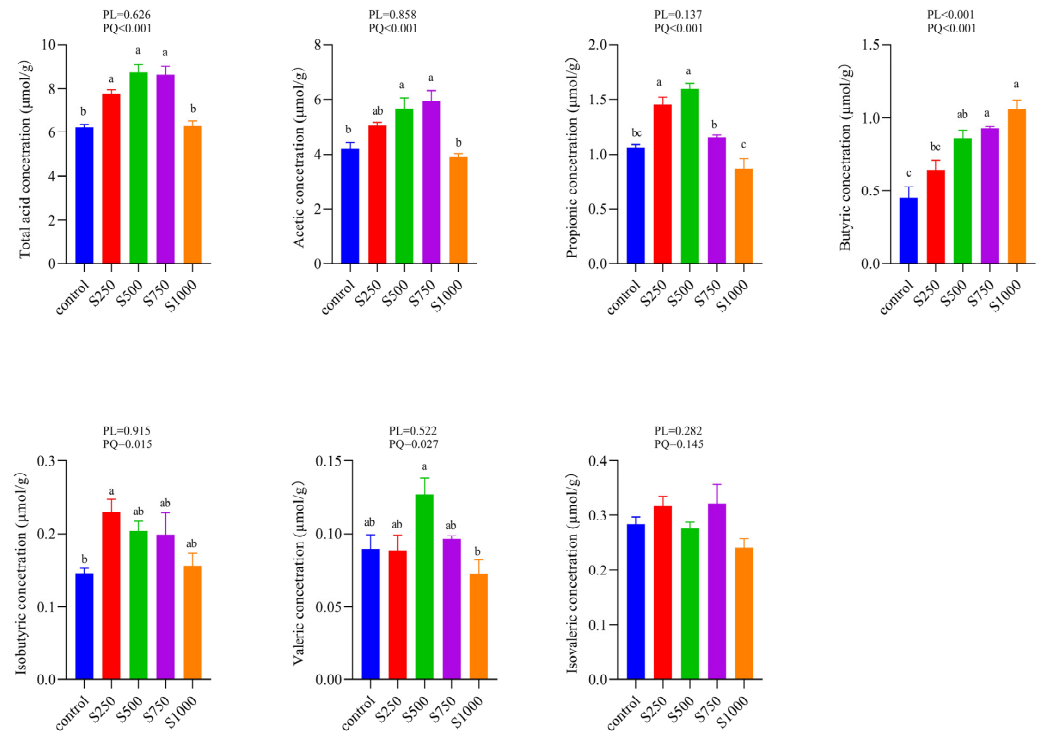 PL=0.626
PQ<0.001
Total acid concetration (μmol/g)
10
8
6
4
2
0
b
a
a
a
b
control
S250
S500
S750
S1000
PL=0.858
PQ<0.001
Acetic concetration (μmol/g)
8
6
4
2
0
b
ab
a
a
b
control
S250
S500
S750
S1000
PL=0.137
PQ<0.001
Propionic concetration (μmol/g)
2.0
1.5
1.0
0.5
0.0
bc
a
a
b
c
control
S250
S500
S750
S1000
PL<0.001
PQ<0.001
Butyric concetration (μmol/g)
1.5
1.0
0.5
0.0
c
bc
ab
a
a
control
S250
S500
S750
S1000
PL=0.915
PQ=0.015
Isobutyric concetration (μmol/g)
0.3
0.2
0.1
0.0
b
a
ab
ab
ab
control
S250
S500
S750
S1000
PL=0.522
PQ=0.027
Valeric concetration (μmol/g)
0.15
0.10
0.05
0.00
ab
ab
a
ab
b
control
S250
S500
S750
S1000
PL=0.282
PQ=0.145
Isovaleric concetration (μmol/g)
0.4
0.3
0.2
0.1
0.0
control
S250
S500
S750
S1000